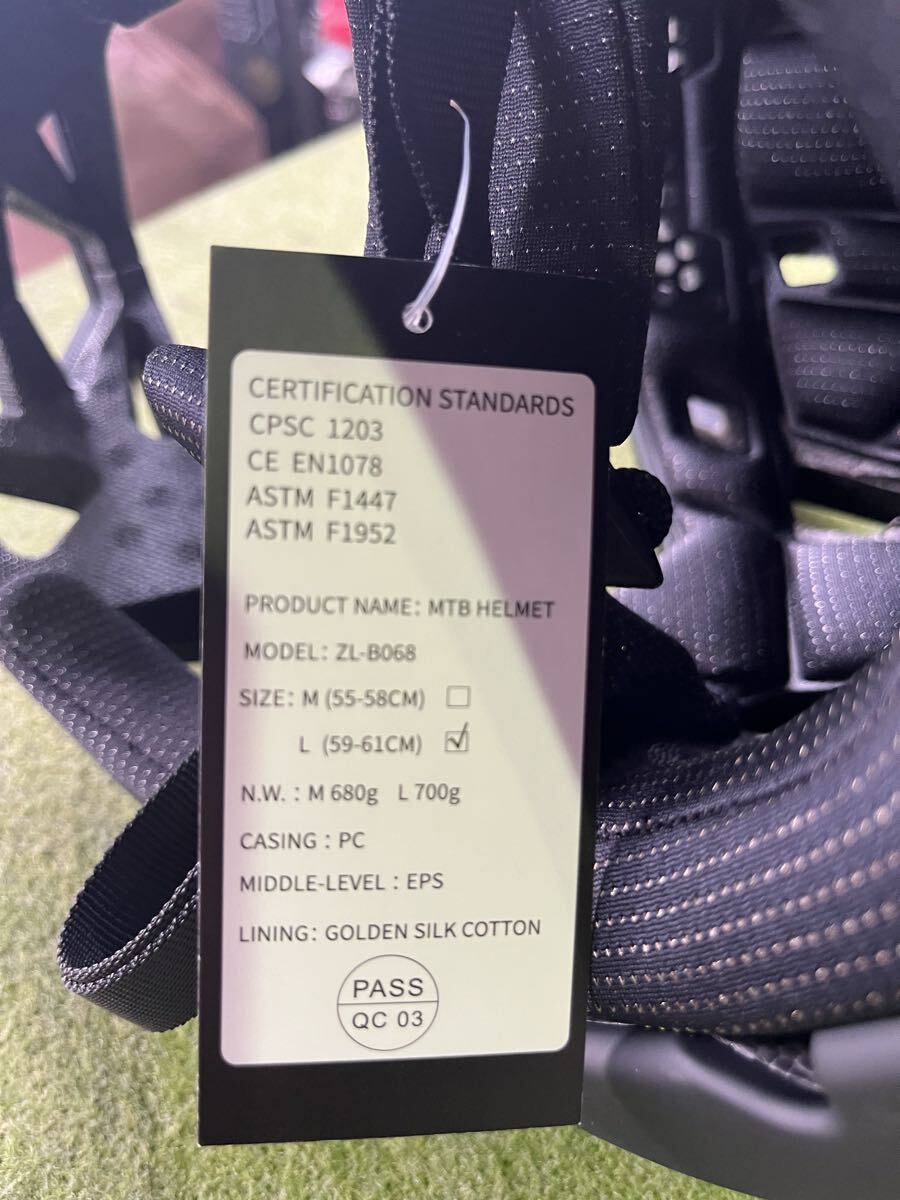 CERTIFICATION STANDARDS
CPSC 1203
CE EN1078
ASTM F1447
ASTM F1952
PRODUCT NAME: MTB HELMET
MODEL: ZL-B068
SIZE: M (55-58CM) ☐
L (59-61CM) ☑
N.W. : M 680g L 700g
CASING : PC
MIDDLE-LEVEL : EPS
LINING: GOLDEN SILK COTTON
PASS
QC 03